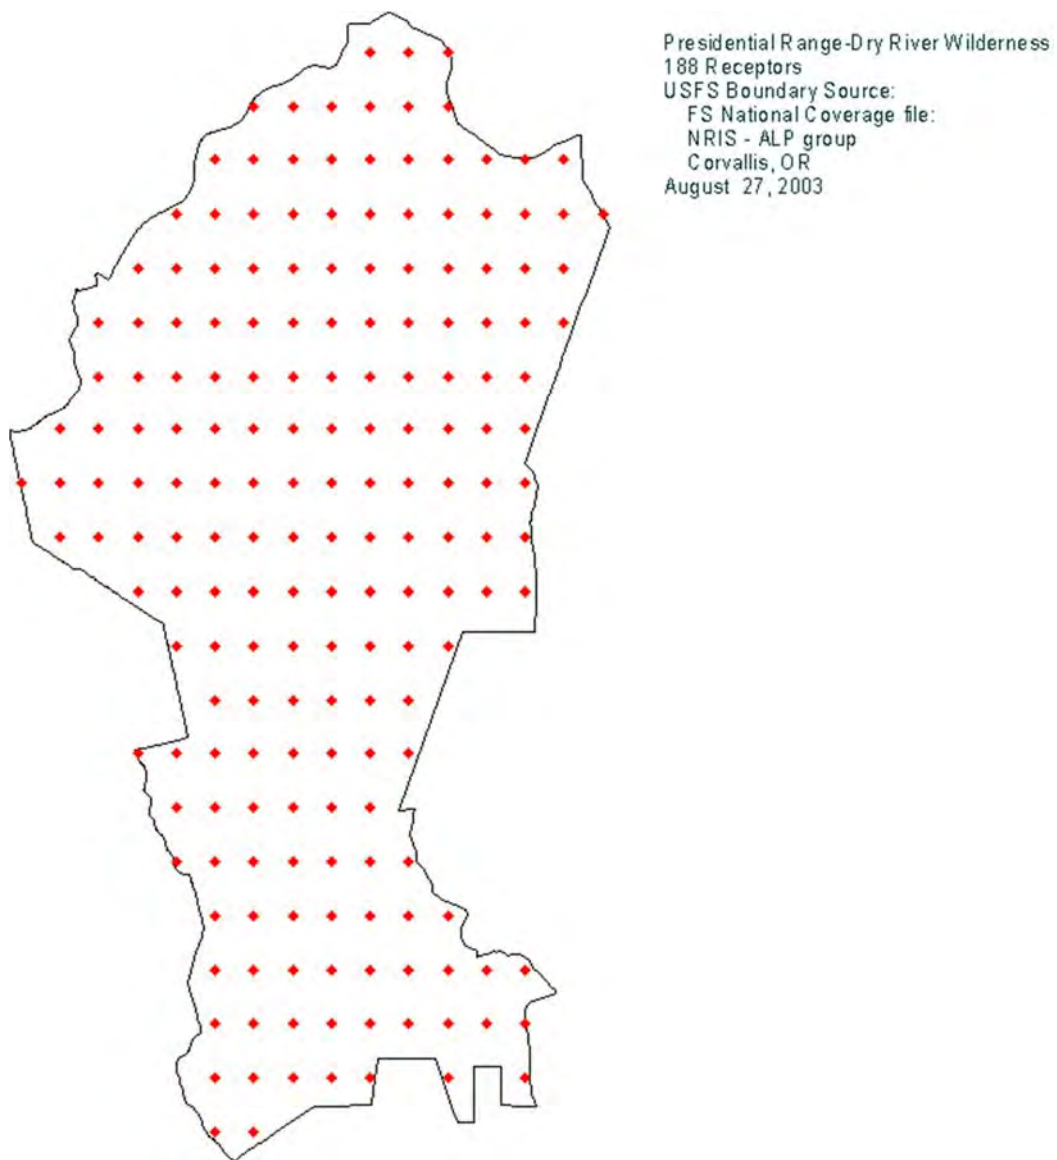 Presidential Range-Dry River Wilderness
188 Receptors
USFS Boundary Source:
FS National Coverage file:
NRIS - ALP group
Corvallis, OR
August 27, 2003